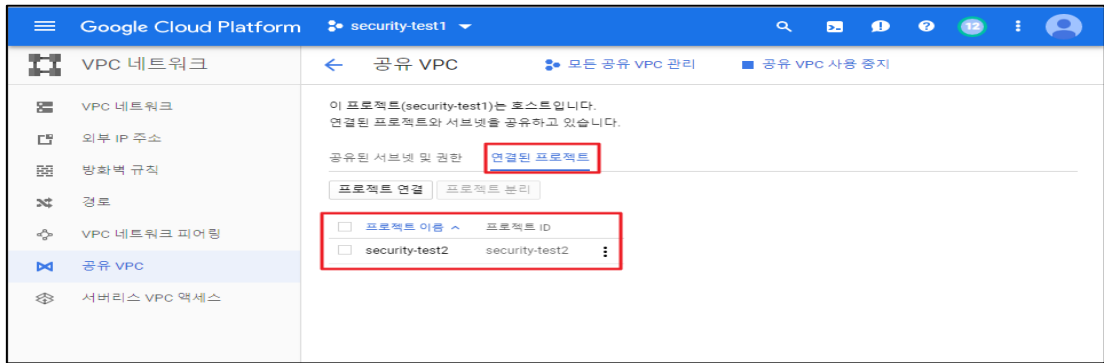 Google Cloud Platform security-test1 12
VPC 네트워크
공유 VPC 모든 공유 VPC 관리 공유 VPC 사용 중지
VPC 네트워크
외부 IP 주소
방화벽 규칙
경로
VPC 네트워크 피어링
공유 VPC
서버리스 VPC 액세스
이 프로젝트(security-test1)는 호스트입니다.
연결된 프로젝트와 서브넷을 공유하고 있습니다.
공유된 서브넷 및 권한 연결된 프로젝트
프로젝트 연결 프로젝트 분리
프로젝트 이름 프로젝트 ID
security-test2 security-test2